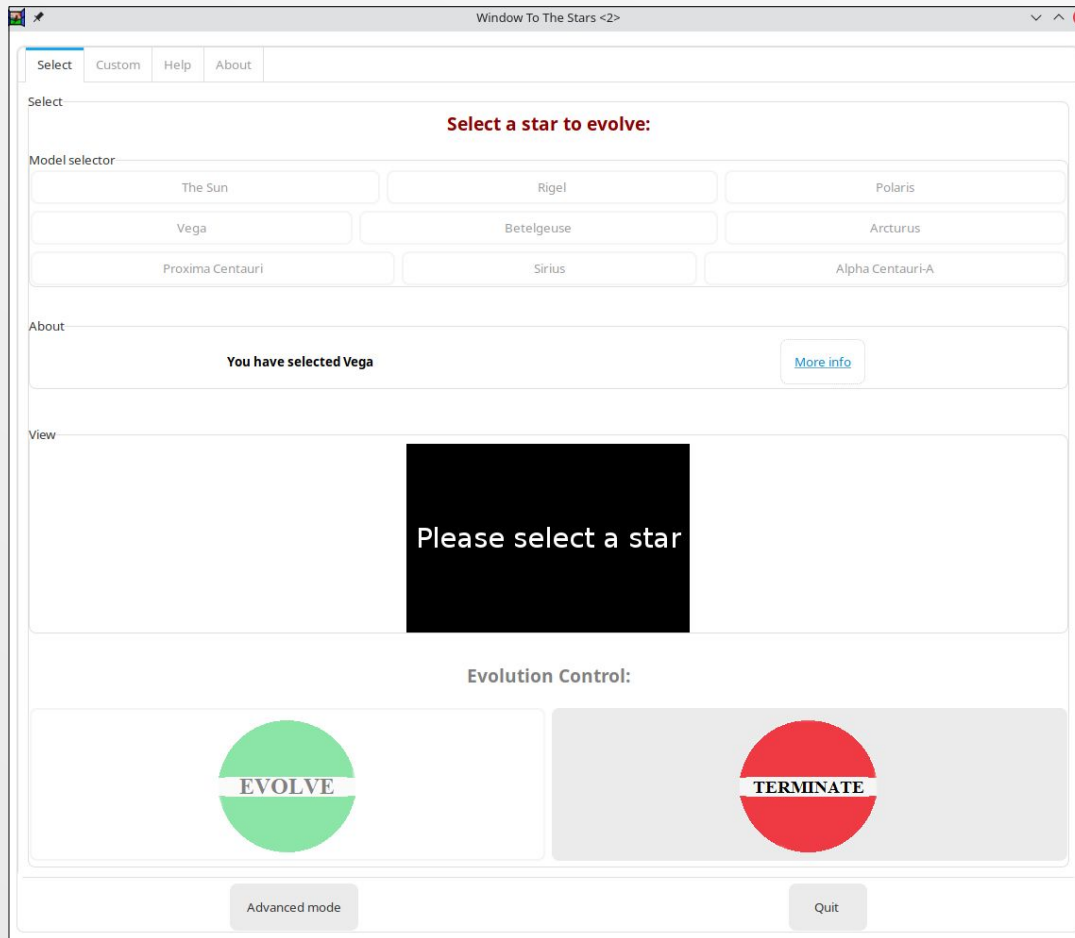 Window To The Stars <2>
Select Custom Help About
Select
Select a star to evolve:
Model selector
The Sun Rigel Polaris
Vega Betelgeuse Arcturus
Proxima Centauri Sirius Alpha Centauri-A
About
You have selected Vega More info
View
Please select a star
Evolution Control:
EVOLVE TERMINATE
Advanced mode Quit